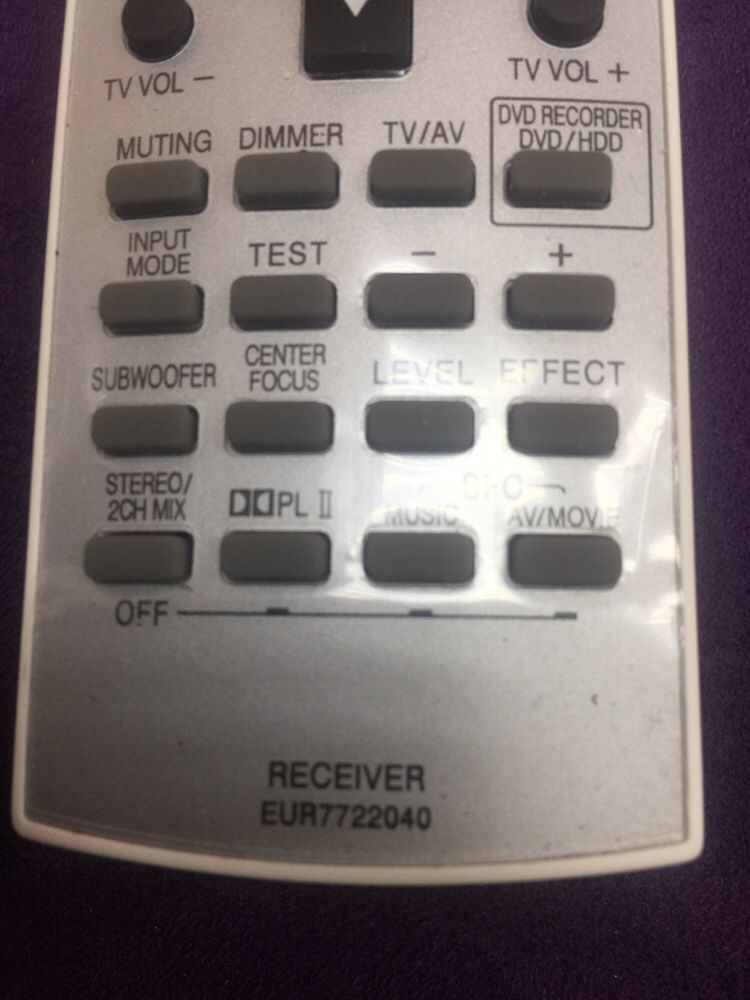 TV VOL − TV VOL +
MUTING DIMMER TV/AV DVD RECORDER
DVD/HDD
INPUT
MODE TEST − +
SUBWOOFER CENTER
FOCUS LEVEL EFFECT
SFC
STEREO/
2CH MIX PL II MUSIC AV/MOVIE
OFF
RECEIVER
EUR7722040